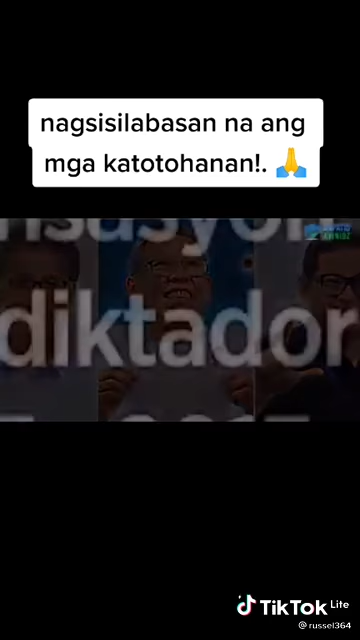 nagsisilabasan na ang
mga katotohanan!. 🙏
diktador
TikTok Lite
@russel364